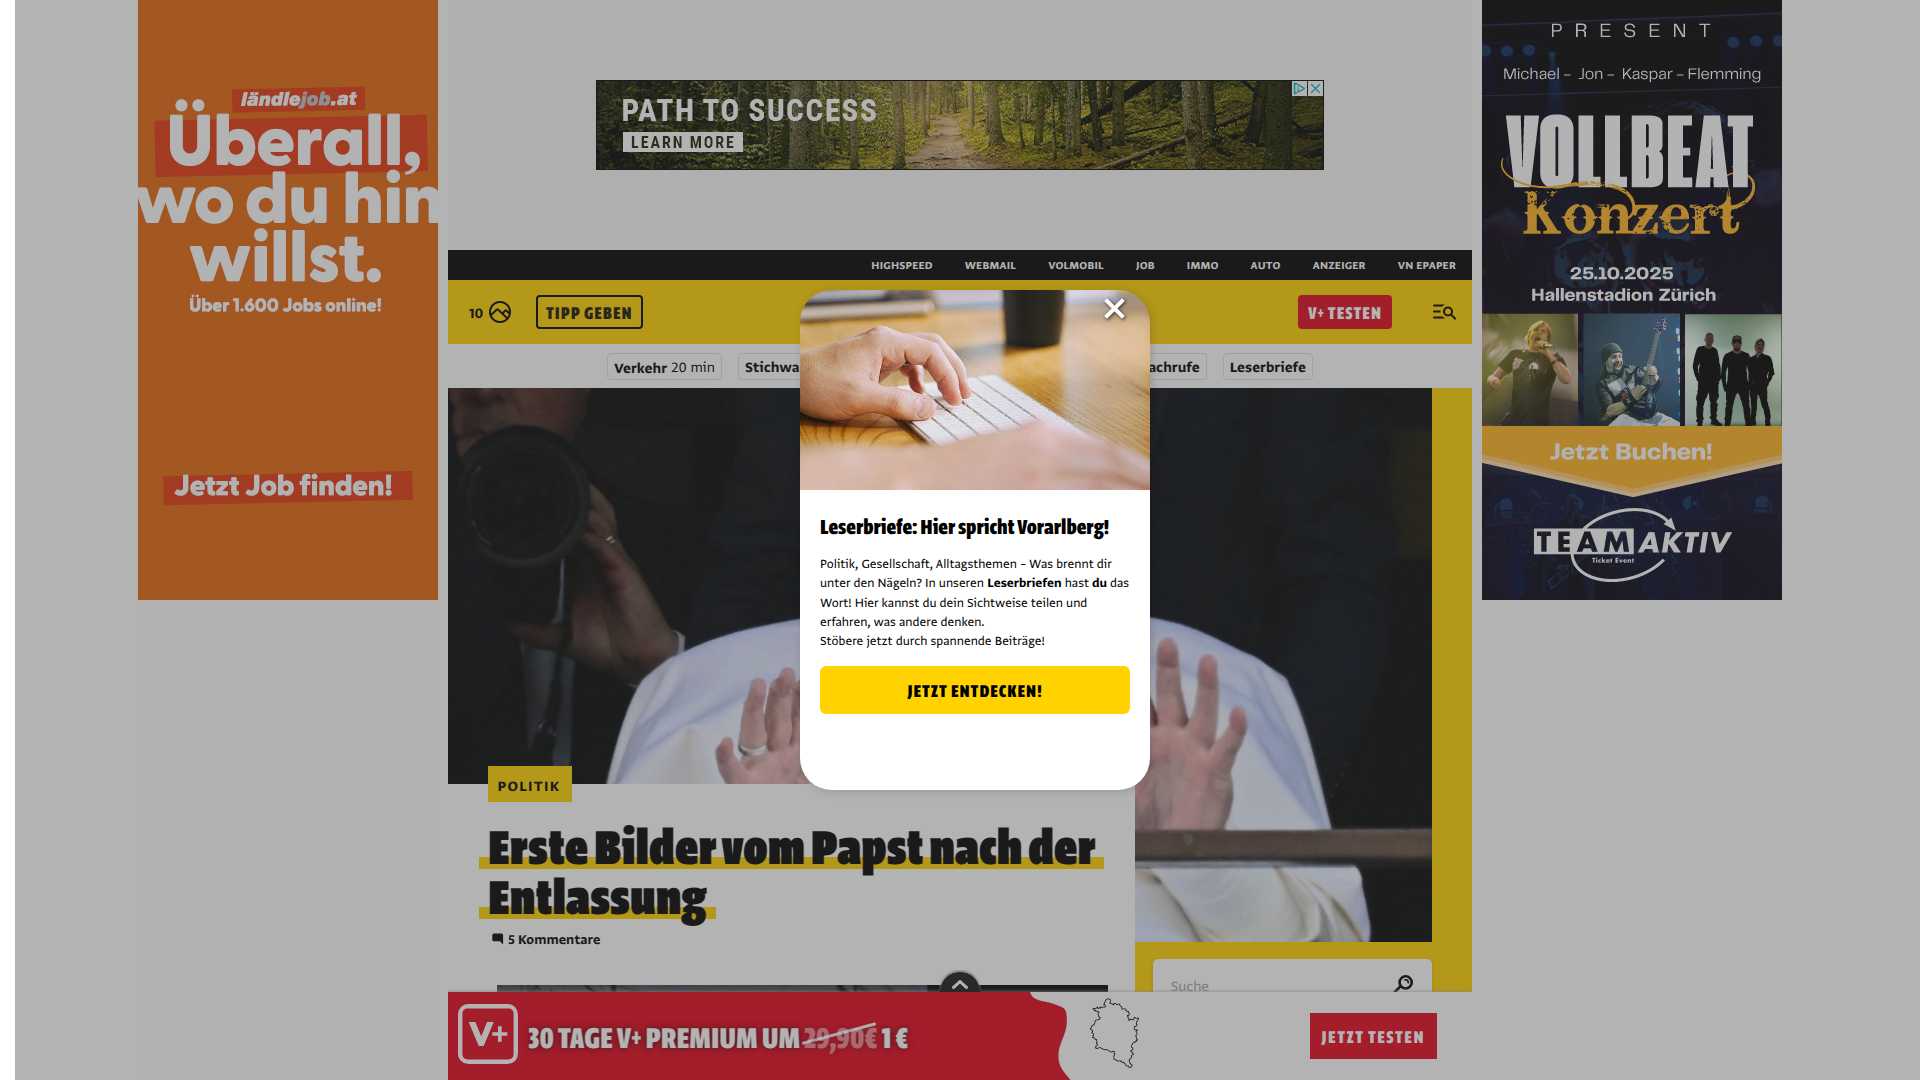 ländlejob.at
Überall,
wo du hin
willst.
Über 1.600 Jobs online!
Jetzt Job finden!
PATH TO SUCCESS
LEARN MORE
PRESENT
Michael – Jon – Kaspar – Flemming
VOLLBEAT
Konzert
25.10.2025
Hallenstadion Zürich
Jetzt Buchen!
TEAM AKTIV
Ticket Event
HIGHSPEED WEBMAIL VOLMOBIL JOB IMMO AUTO ANZEIGER VN EPAPER
10 TIPP GEBEN V+ TESTEN
Verkehr 20 min Stichwa achrufe Leserbriefe
Leserbriefe: Hier spricht Vorarlberg!
Politik, Gesellschaft, Alltagsthemen – Was brennt dir
unter den Nägeln? In unseren Leserbriefen hast du das
Wort! Hier kannst du dein Sichtweise teilen und
erfahren, was andere denken.
Stöbere jetzt durch spannende Beiträge!
JETZT ENTDECKEN!
POLITIK
Erste Bilder vom Papst nach der
Entlassung
5 Kommentare
Suche
V+ 30 TAGE V+ PREMIUM UM 29,90€ 1 € JETZT TESTEN